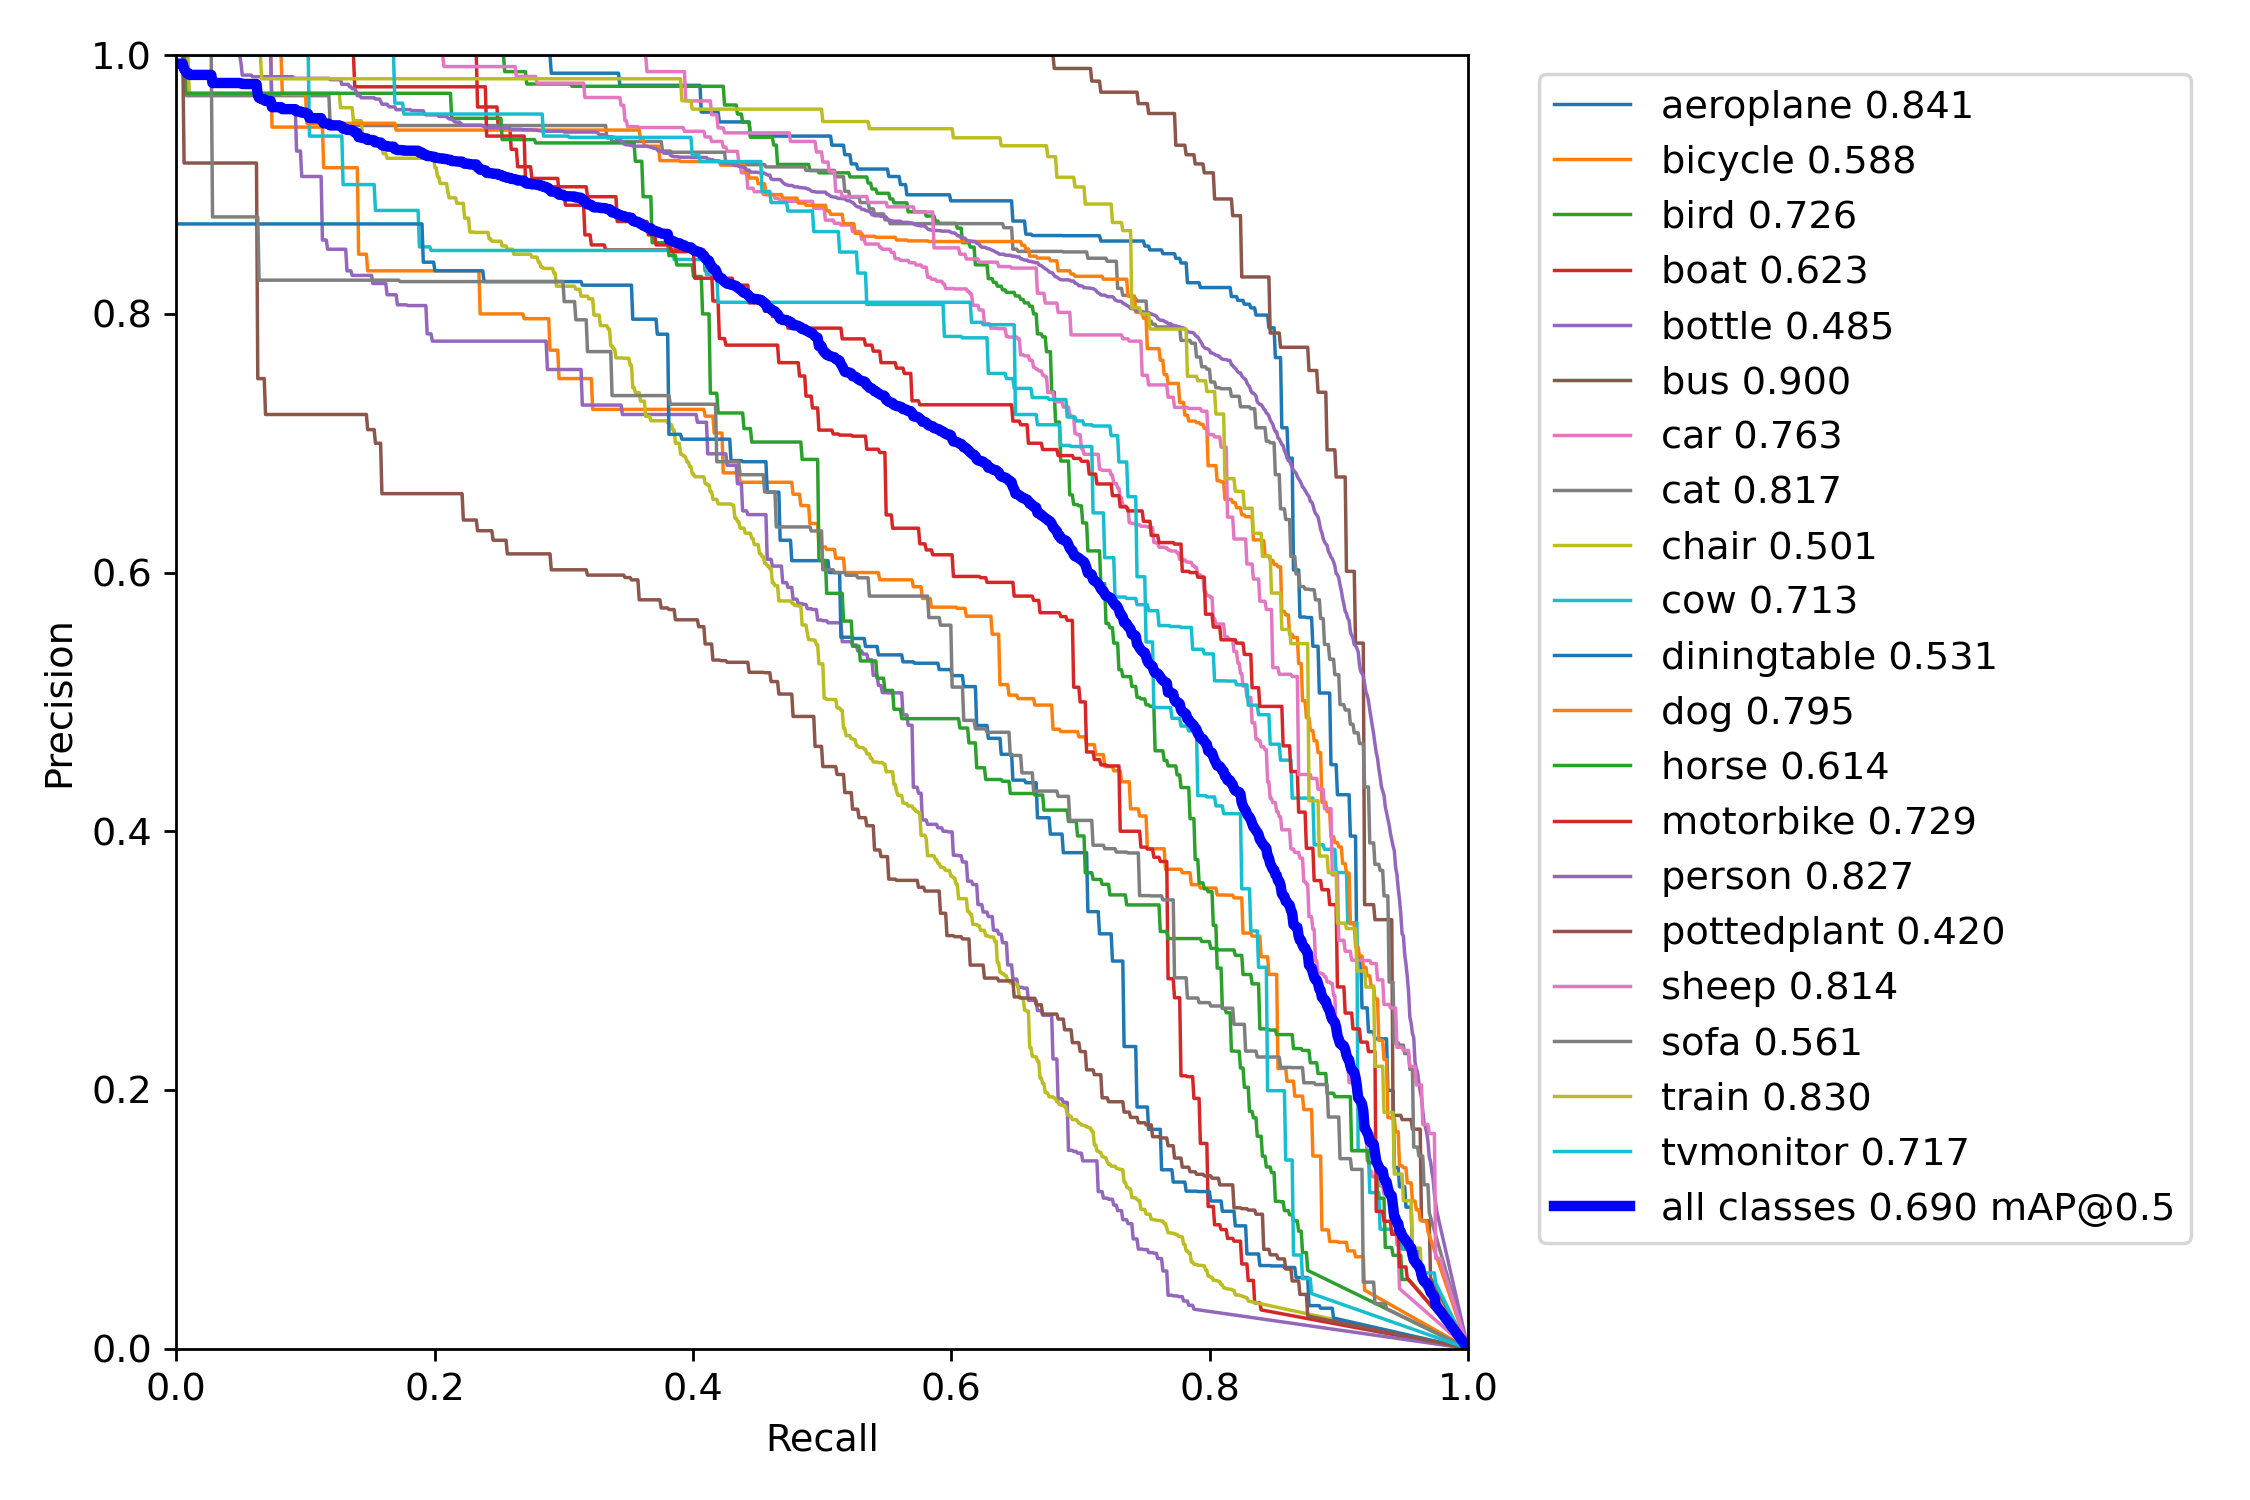 1.0
0.8
0.6
0.4
0.2
0.0
Precision
0.0 0.2 0.4 0.6 0.8 1.0
Recall
aeroplane 0.841
bicycle 0.588
bird 0.726
boat 0.623
bottle 0.485
bus 0.900
car 0.763
cat 0.817
chair 0.501
cow 0.713
diningtable 0.531
dog 0.795
horse 0.614
motorbike 0.729
person 0.827
pottedplant 0.420
sheep 0.814
sofa 0.561
train 0.830
tvmonitor 0.717
all classes 0.690 mAP@0.5